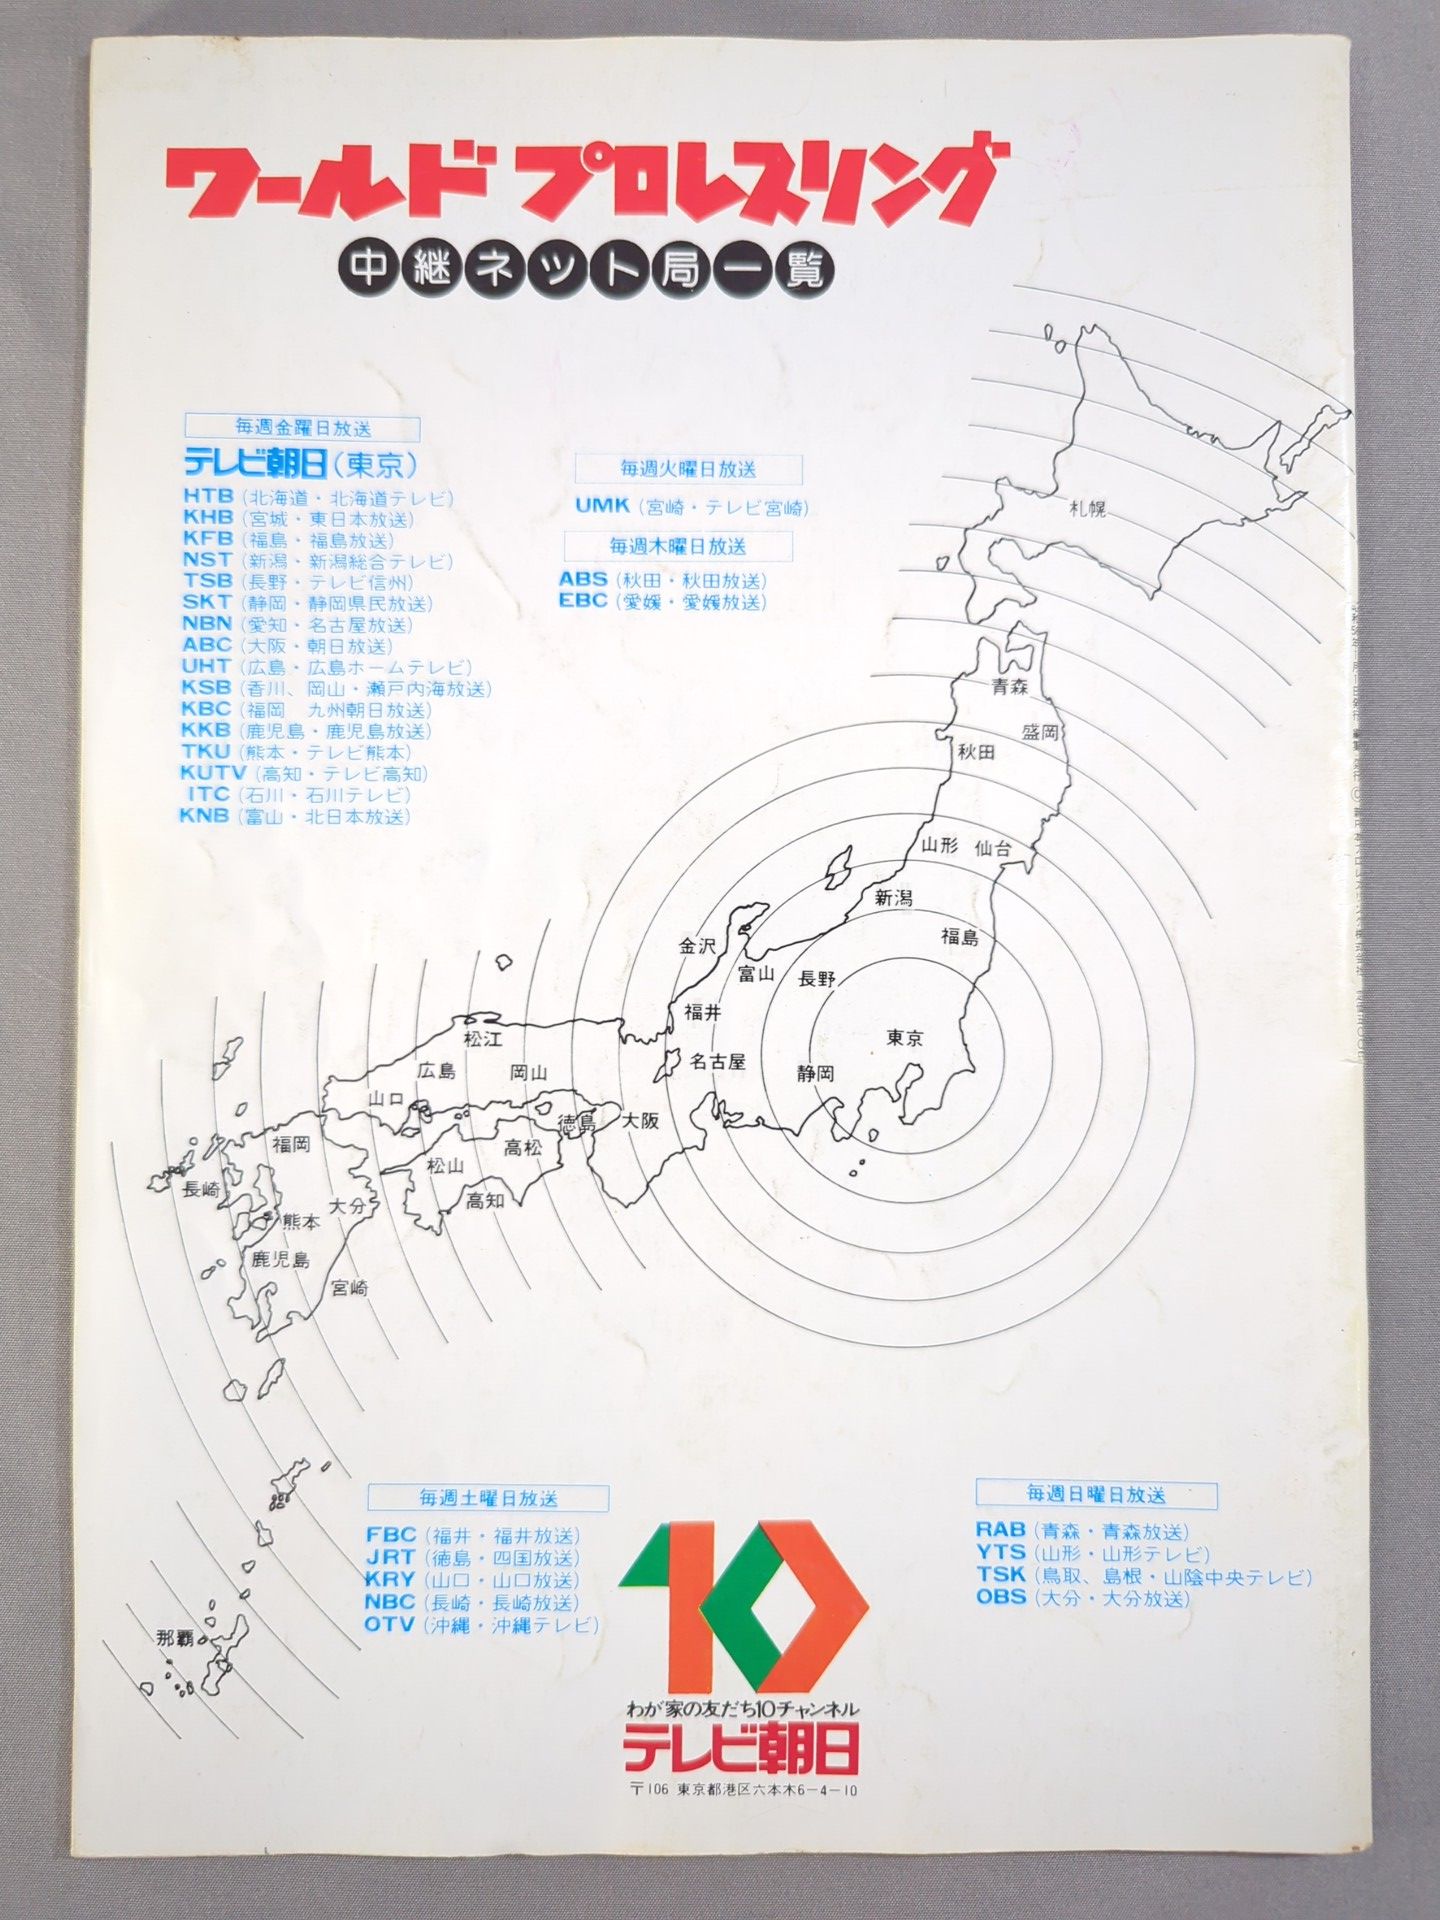 ワールド プロレスリング
中継ネット局一覧
毎週金曜日放送
テレビ朝日(東京)
HTB (北海道・北海道テレビ)
KHB (宮城・東日本放送)
KFB (福島・福島放送)
NST (新潟・新潟総合テレビ)
TSB (長野・テレビ信州)
SKT (静岡・静岡県民放送)
NBN (愛知・名古屋放送)
ABC (大阪・朝日放送)
UHT (広島・広島ホームテレビ)
KSB (香川、岡山・瀬戸内海放送)
KBC (福岡 九州朝日放送)
KKB (鹿児島・鹿児島放送)
TKU (熊本・テレビ熊本)
KUTV (高知・テレビ高知)
ITC (石川・石川テレビ)
KNB (富山・北日本放送)
毎週火曜日放送
UMK (宮崎・テレビ宮崎)
毎週木曜日放送
ABS (秋田・秋田放送)
EBC (愛媛・愛媛放送)
札幌
青森
盛岡
秋田
山形 仙台
新潟
福島
金沢
富山 長野
福井
東京
名古屋
静岡
松江
広島 岡山
山口
徳島 大阪
福岡
高松
松山
長崎
高知
大分
熊本
鹿児島
宮崎
那覇
毎週土曜日放送
FBC (福井・福井放送)
JRT (徳島・四国放送)
KRY (山口・山口放送)
NBC (長崎・長崎放送)
OTV (沖縄・沖縄テレビ)
毎週日曜日放送
RAB (青森・青森放送)
YTS (山形・山形テレビ)
TSK (鳥取、島根・山陰中央テレビ)
OBS (大分・大分放送)
10
わが家の友だち10チャンネル
テレビ朝日
〒106 東京都港区六本木6-4-10